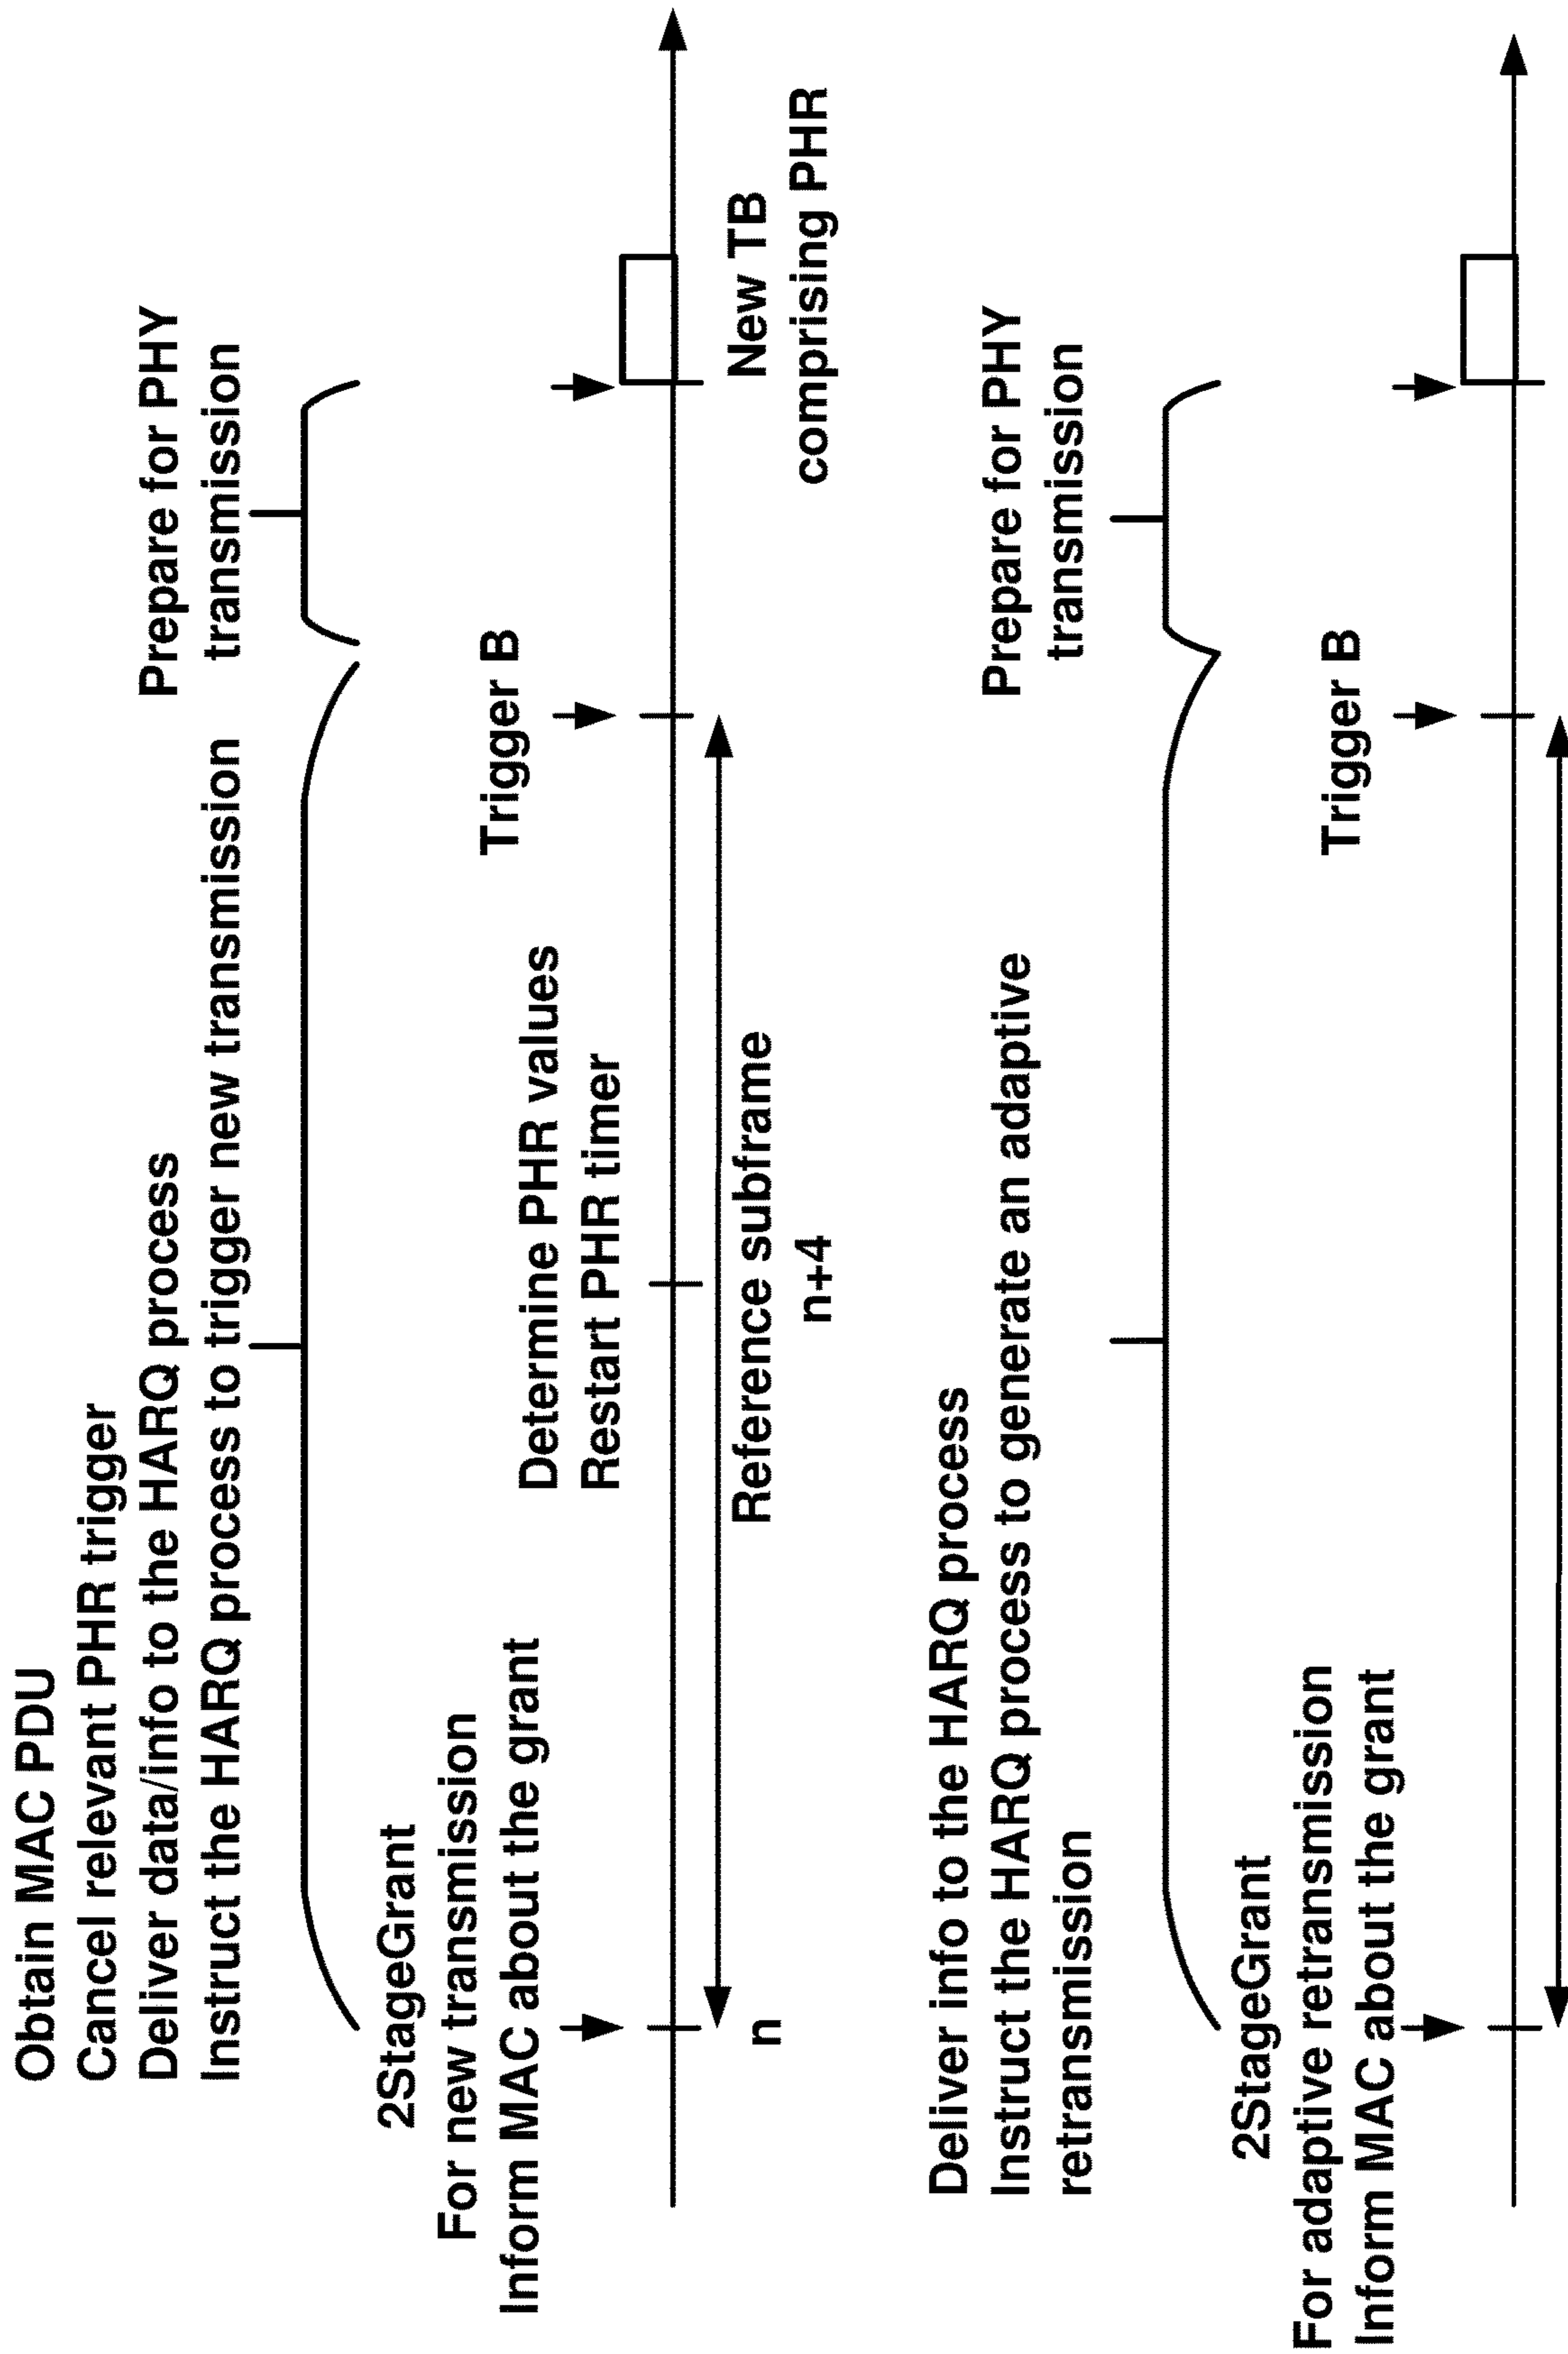 Obtain MAC PDU
Cancel relevant PHR trigger
Deliver data/info to the HARQ process
Instruct the HARQ process to trigger new transmission
Prepare for PHY
transmission
2StageGrant
For new transmission
Inform MAC about the grant
Determine PHR values
Restart PHR timer
Trigger B
n
Reference subframe
n+4
New TB
comprising PHR
Deliver info to the HARQ process
Instruct the HARQ process to generate an adaptive
retransmission
Prepare for PHY
transmission
2StageGrant
For adaptive retransmission
Inform MAC about the grant
Trigger B